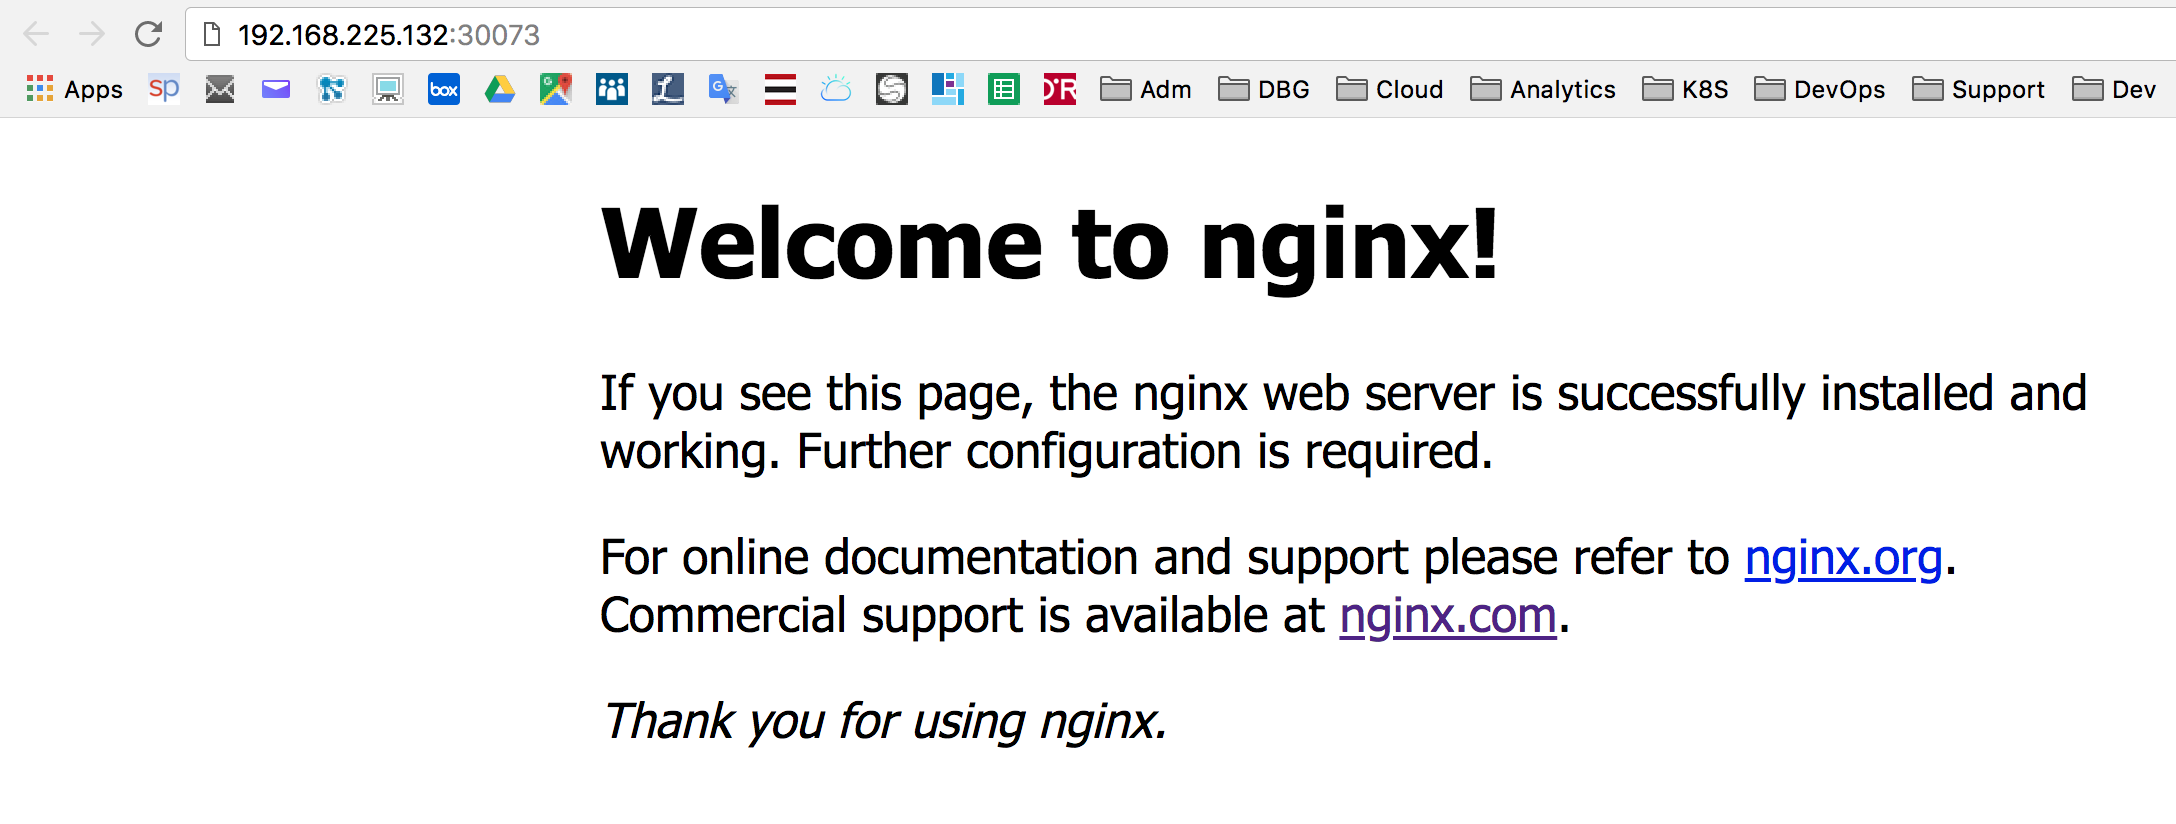 192.168.225.132:30073
Apps sp box L G Adm DBG Cloud Analytics K8S DevOps Support Dev
Welcome to nginx!
If you see this page, the nginx web server is successfully installed and
working. Further configuration is required.
For online documentation and support please refer to nginx.org.
Commercial support is available at nginx.com.
Thank you for using nginx.